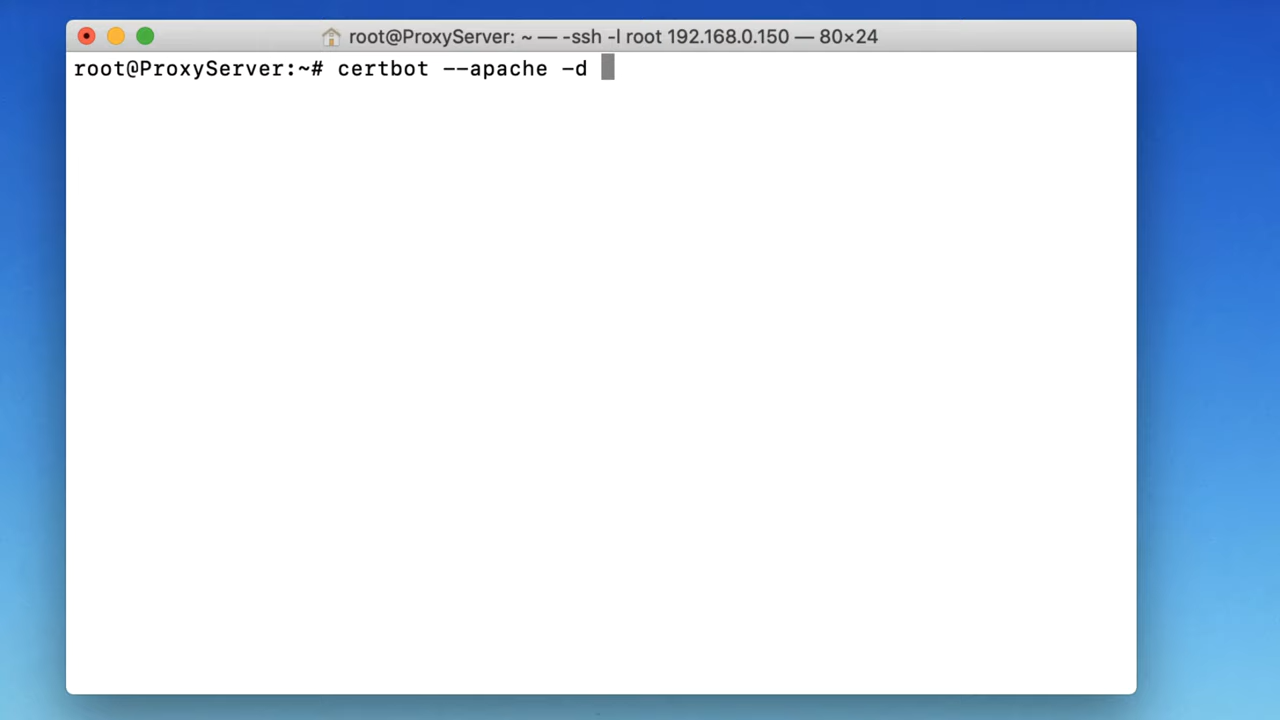 root@ProxyServer: ~ — -ssh -l root 192.168.0.150 — 80×24
root@ProxyServer:~# certbot --apache -d